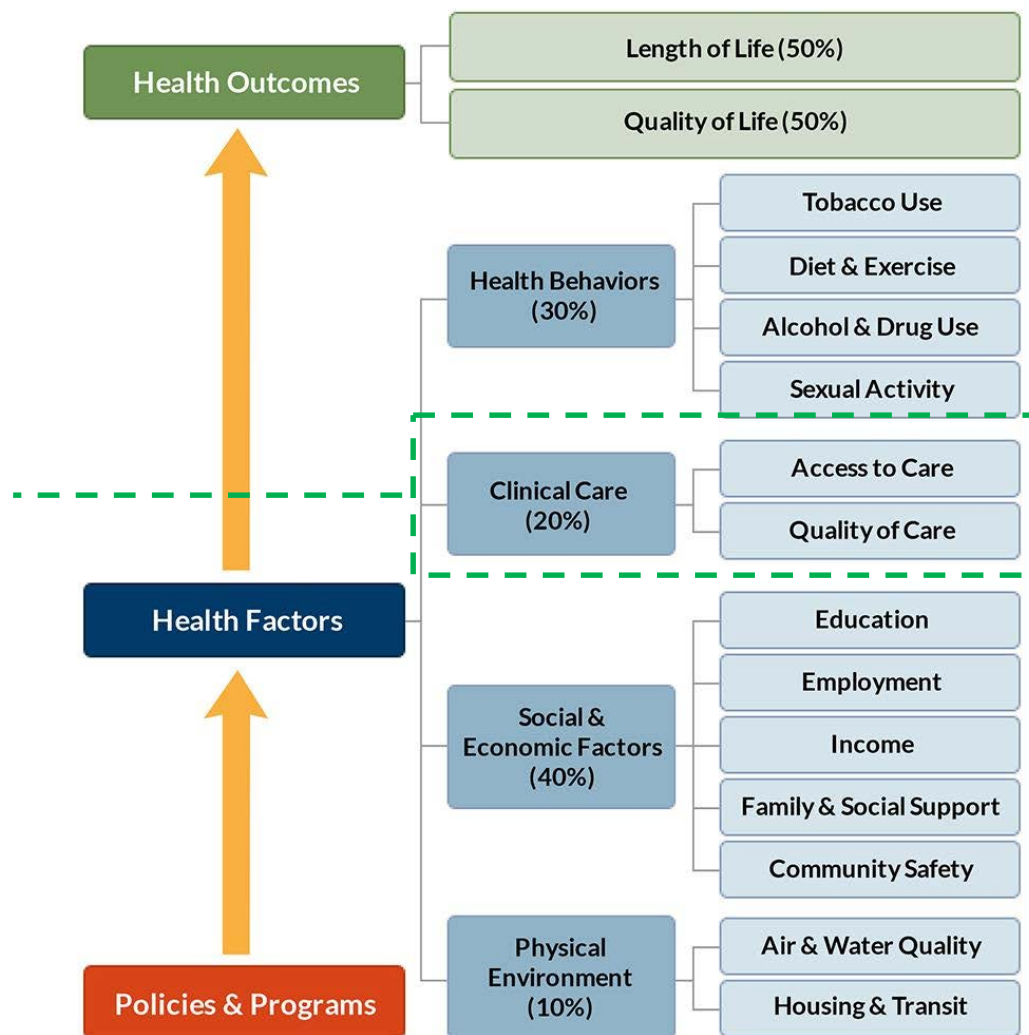 Health Outcomes
Length of Life (50%)
Quality of Life (50%)
Health Factors
Health Behaviors
(30%)
Tobacco Use
Diet & Exercise
Alcohol & Drug Use
Sexual Activity
Clinical Care
(20%)
Access to Care
Quality of Care
Social &
Economic Factors
(40%)
Education
Employment
Income
Family & Social Support
Community Safety
Physical
Environment
(10%)
Air & Water Quality
Housing & Transit
Policies & Programs